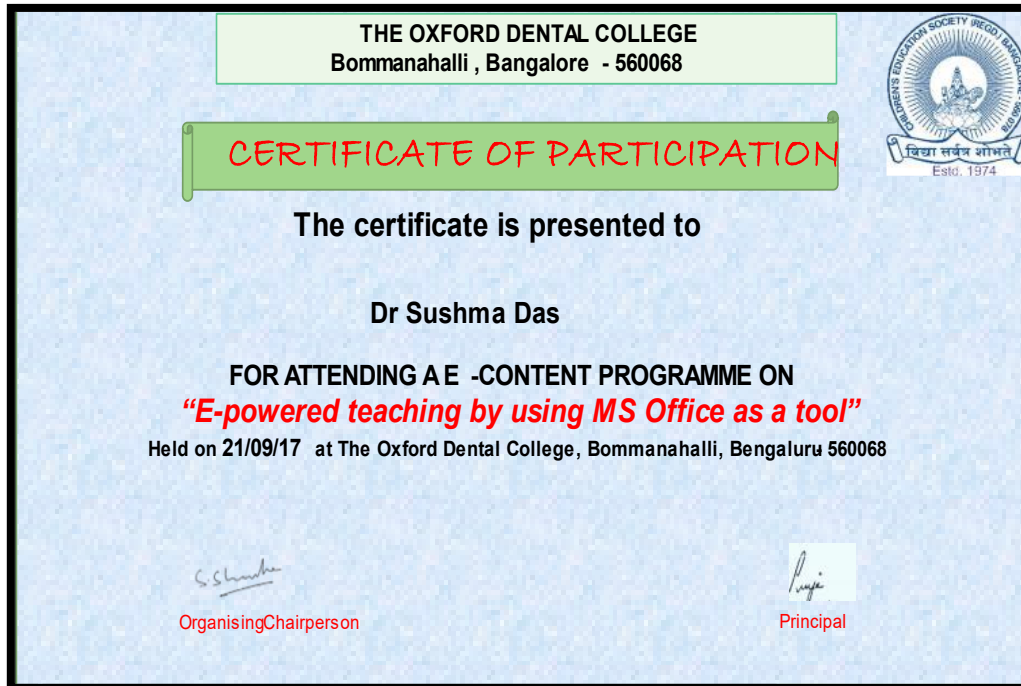 THE OXFORD DENTAL COLLEGE
Bommanahalli , Bangalore - 560068
CHILDREN'S EDUCATION SOCIETY (REGD.) BANGALORE - 560 078
विद्या सर्वत्र शोभते
Estd. 1974
CERTIFICATE OF PARTICIPATION
The certificate is presented to
Dr Sushma Das
FOR ATTENDING A E -CONTENT PROGRAMME ON
“E-powered teaching by using MS Office as a tool”
Held on 21/09/17 at The Oxford Dental College, Bommanahalli, Bengaluru- 560068
OrganisingChairperson
Principal